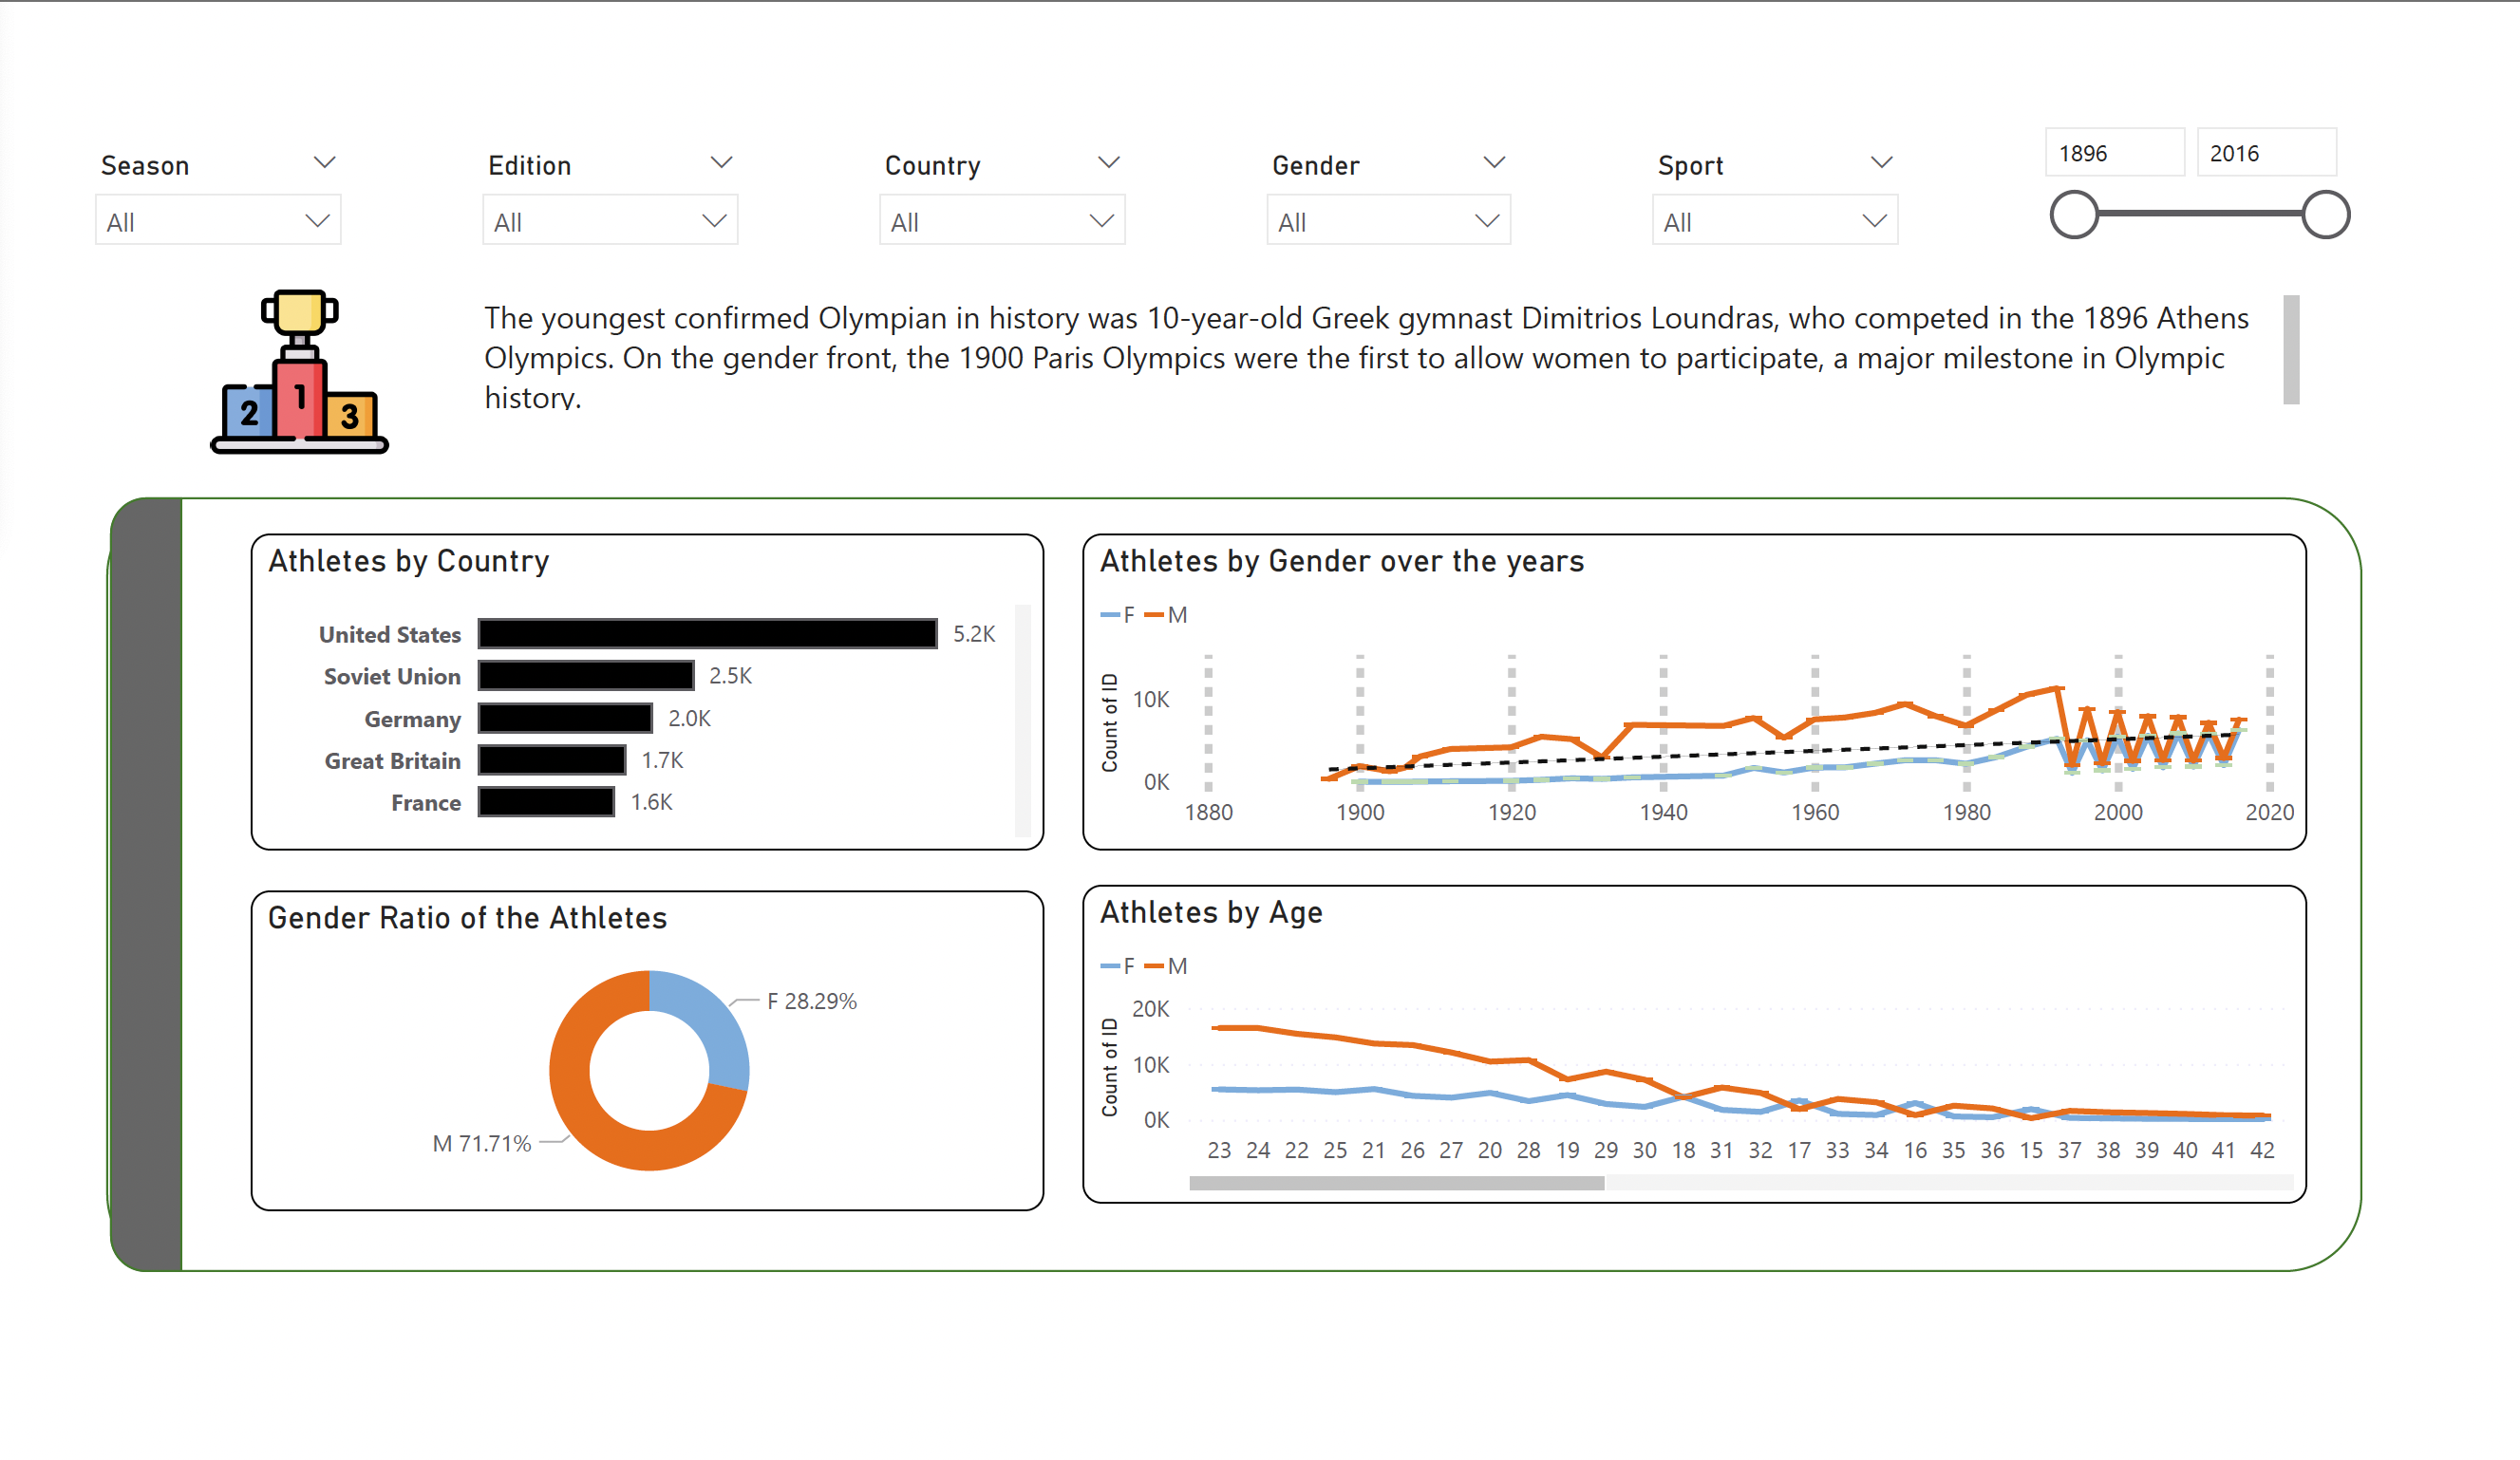 Season
Edition
Country
Gender
Sport
1896
2016
All
All
All
All
All
The youngest confirmed Olympian in history was 10-year-old Greek gymnast Dimitrios Loundras, who competed in the 1896 Athens
Olympics. On the gender front, the 1900 Paris Olympics were the first to allow women to participate, a major milestone in Olympic
history.
2
1
3
Athletes by Country
United States 5.2K
Soviet Union 2.5K
Germany 2.0K
Great Britain 1.7K
France 1.6K
Athletes by Gender over the years
F M
Count of ID
10K
0K
1880 1900 1920 1940 1960 1980 2000 2020
Gender Ratio of the Athletes
F 28.29%
M 71.71%
Athletes by Age
F M
Count of ID
20K
10K
0K
23 24 22 25 21 26 27 20 28 19 29 30 18 31 32 17 33 34 16 35 36 15 37 38 39 40 41 42